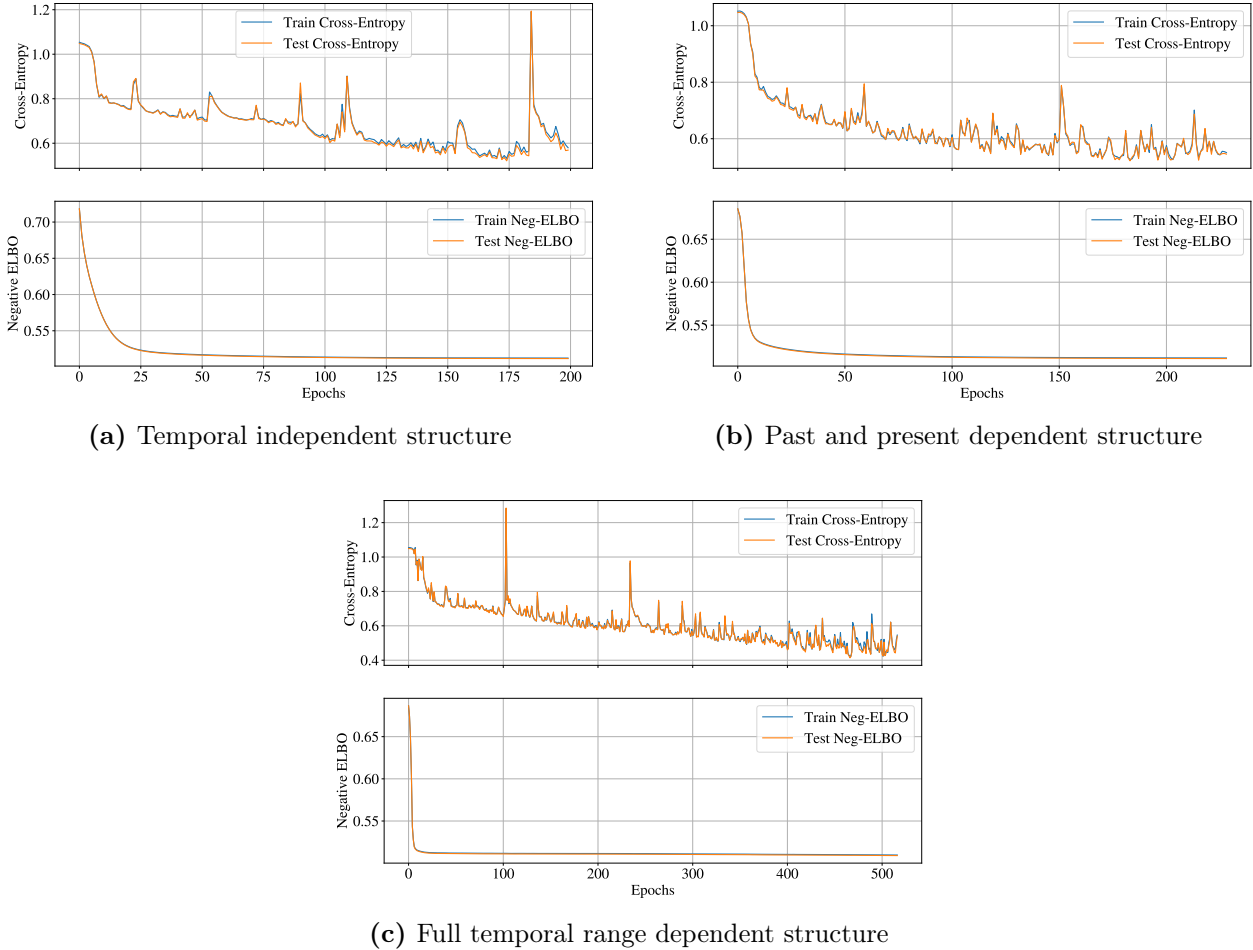 1.2
1.0
0.8
0.6
Cross-Entropy
Train Cross-Entropy
Test Cross-Entropy
0.70
0.65
0.60
0.55
Negative ELBO
Train Neg-ELBO
Test Neg-ELBO
0 25 50 75 100 125 150 175 200
Epochs
(a) Temporal independent structure
1.0
0.8
0.6
Cross-Entropy
Train Cross-Entropy
Test Cross-Entropy
0.65
0.60
0.55
Negative ELBO
Train Neg-ELBO
Test Neg-ELBO
0 50 100 150 200
Epochs
(b) Past and present dependent structure
1.2
1.0
0.8
0.6
0.4
Cross-Entropy
Train Cross-Entropy
Test Cross-Entropy
0.65
0.60
0.55
Negative ELBO
Train Neg-ELBO
Test Neg-ELBO
0 100 200 300 400 500
Epochs
(c) Full temporal range dependent structure